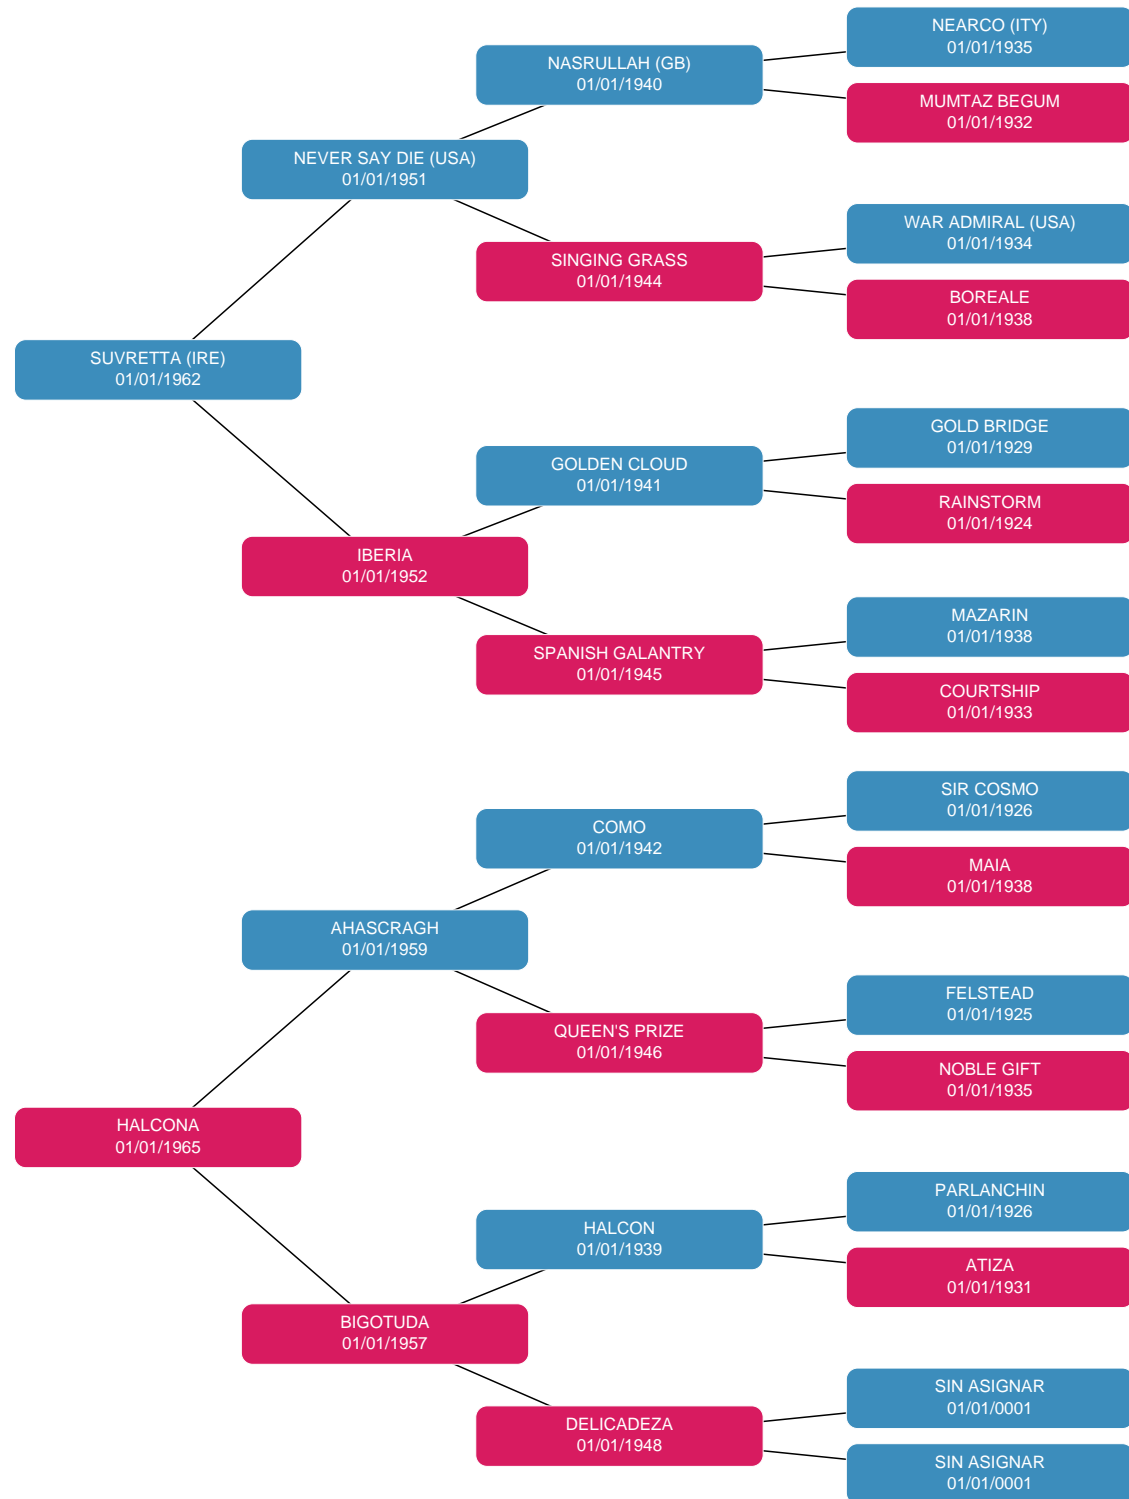 NEARCO (ITY)
01/01/1935
NASRULLAH (GB)
01/01/1940
MUMTAZ BEGUM
01/01/1932
NEVER SAY DIE (USA)
01/01/1951
WAR ADMIRAL (USA)
01/01/1934
SINGING GRASS
01/01/1944
BOREALE
01/01/1938
SUVRETTA (IRE)
01/01/1962
GOLD BRIDGE
01/01/1929
GOLDEN CLOUD
01/01/1941
RAINSTORM
01/01/1924
IBERIA
01/01/1952
MAZARIN
01/01/1938
SPANISH GALANTRY
01/01/1945
COURTSHIP
01/01/1933
SIR COSMO
01/01/1926
COMO
01/01/1942
MAIA
01/01/1938
AHASCRAGH
01/01/1959
FELSTEAD
01/01/1925
QUEEN'S PRIZE
01/01/1946
NOBLE GIFT
01/01/1935
HALCONA
01/01/1965
PARLANCHIN
01/01/1926
HALCON
01/01/1939
ATIZA
01/01/1931
BIGOTUDA
01/01/1957
SIN ASIGNAR
01/01/0001
DELICADEZA
01/01/1948
SIN ASIGNAR
01/01/0001